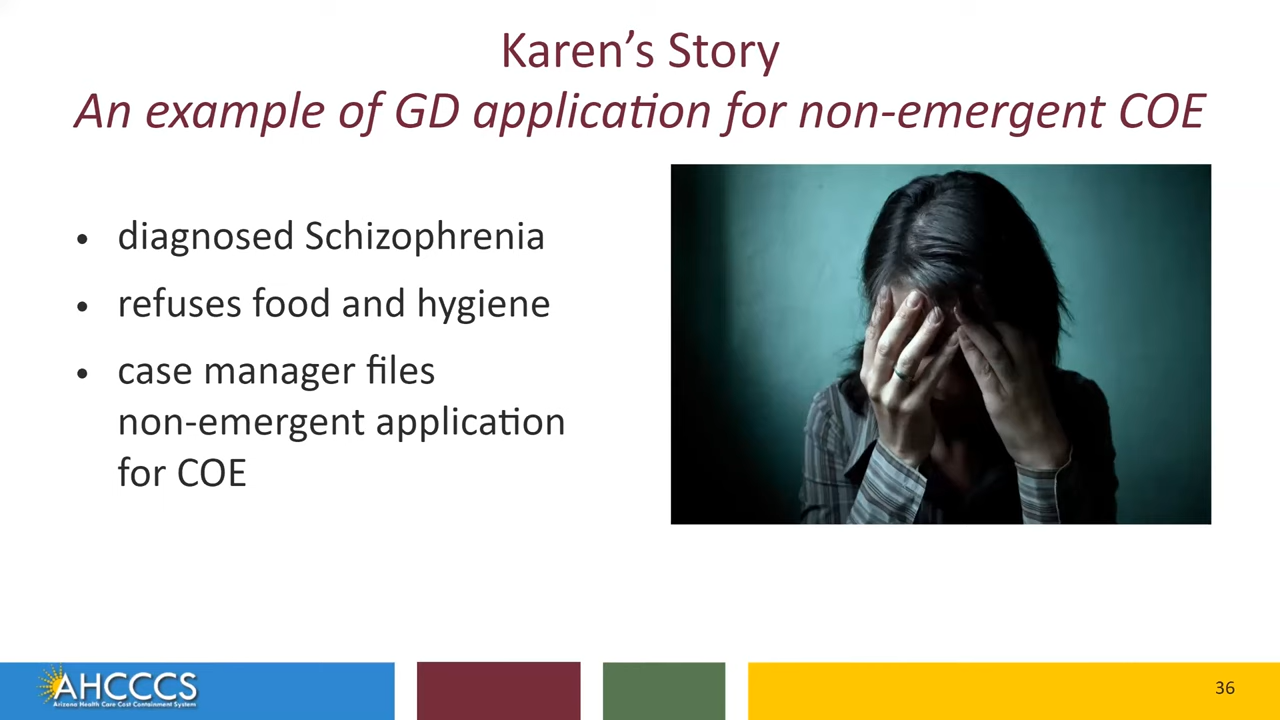 Karen’s Story
An example of GD application for non-emergent COE
• diagnosed Schizophrenia
• refuses food and hygiene
• case manager files
non-emergent application
for COE
AHCCCS
Arizona Health Care Cost Containment System
36